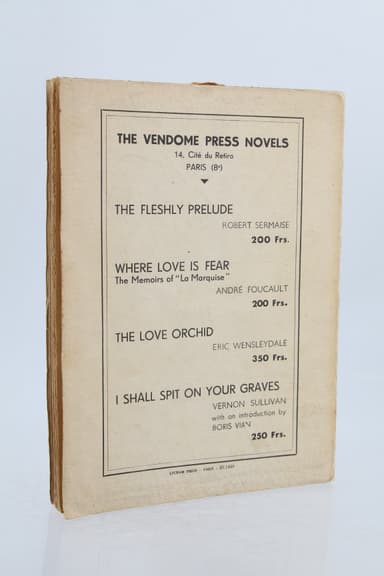 THE VENDOME PRESS NOVELS
14, Cité du Retiro
PARIS (8e)
THE FLESHLY PRELUDE
ROBERT SERMAISE
200 Frs.
WHERE LOVE IS FEAR
The Memoirs of "La Marquise"
ANDRÉ FOUCAULT
200 Frs.
THE LOVE ORCHID
ERIC WENSLEYDALE
350 Frs.
I SHALL SPIT ON YOUR GRAVES
VERNON SULLIVAN
with an introduction by
BORIS VIAN
250 Frs.
PARIS